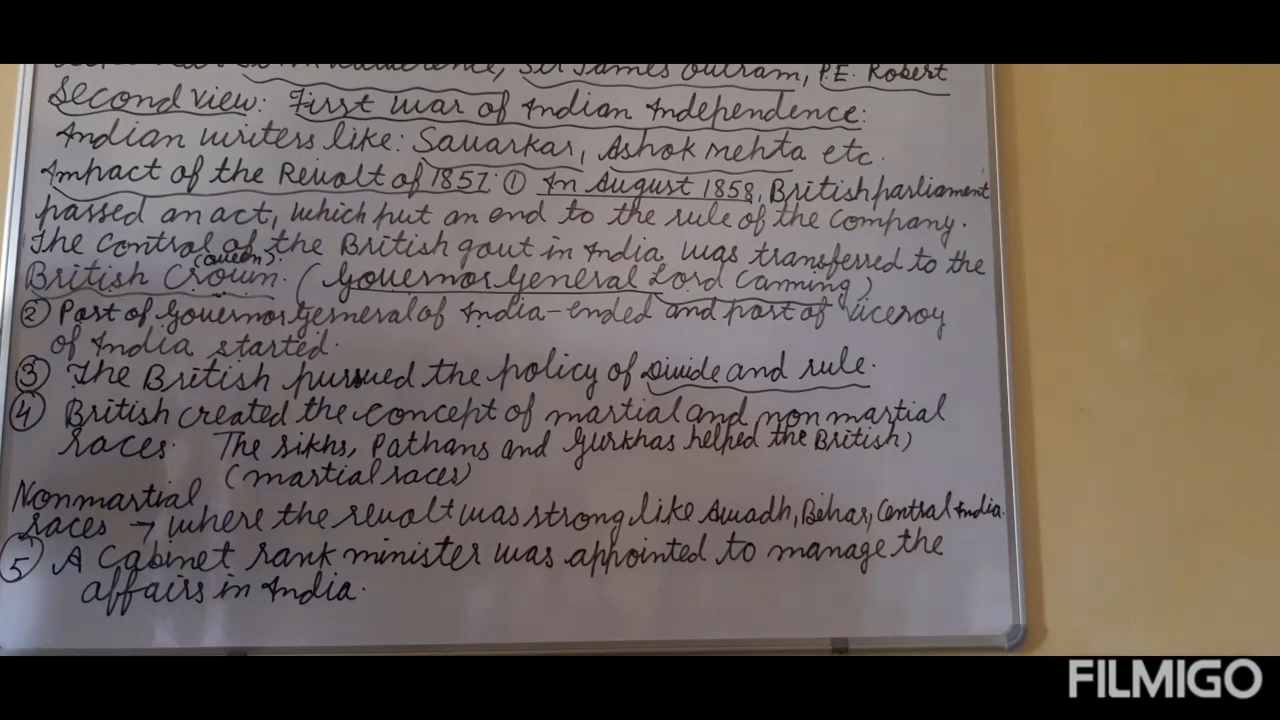 Sir James Outram, P.E. Robert
Second view: First war of Indian Independence:
Indian writers like: Savarkar, Ashok mehta etc.
Impact of the Revolt of 1857: ① In August 1858, British parliament
passed an act, which put an end to the rule of the company.
The control of the British govt in India was transferred to the
(Queen).
British Crown. (Governor General Lord Canning)
② Post of Governor General of India - ended and post of viceroy
of India started.
③ The British pursued the policy of Divide and rule.
④ British created the concept of martial and non martial
races. The Sikhs, Pathans and Gurkhas helped the British)
(martial races)
Nonmartial
races → where the revolt was strong like Awadh, Bihar, Central India.
⑤ A Cabinet rank minister was appointed to manage the
affairs in India.
FILMIGO